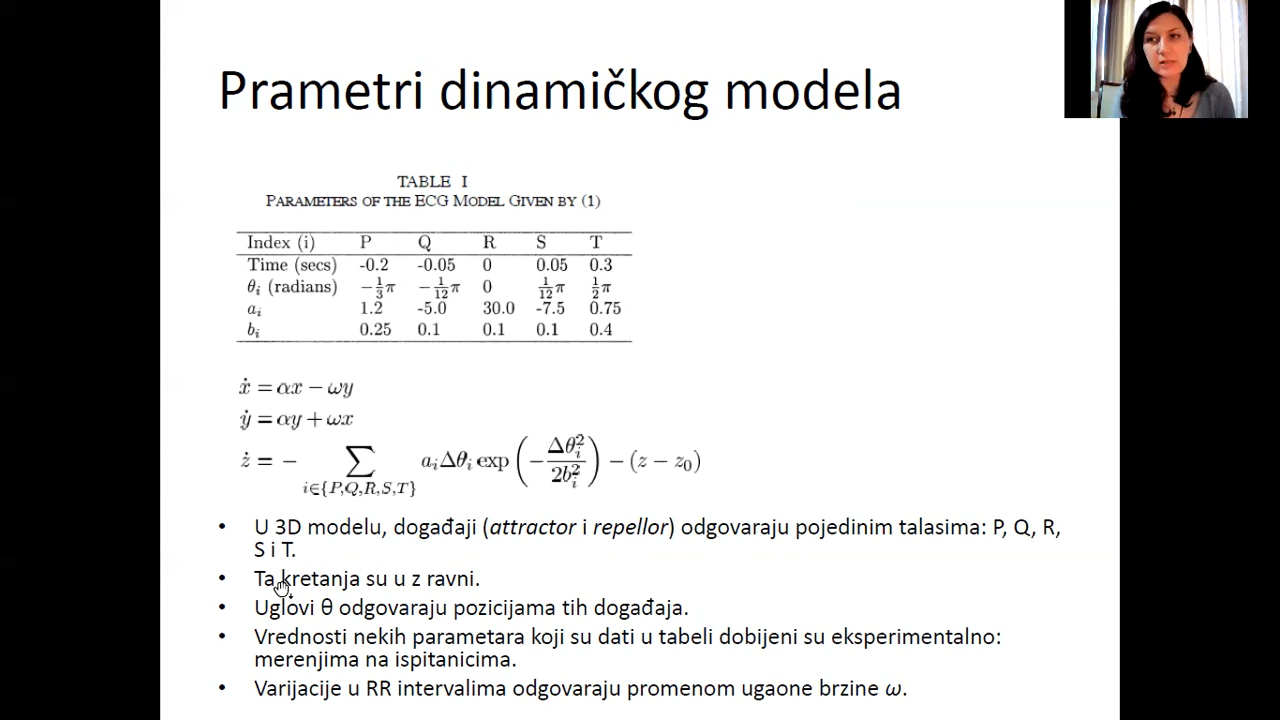 Prametri dinamičkog modela
TABLE I
PARAMETERS OF THE ECG MODEL GIVEN BY (1)
Index (i) P Q R S T
Time (secs) -0.2 -0.05 0 0.05 0.3
θᵢ (radians) −1/3π −1/12π 0 1/12π 1/2π
aᵢ 1.2 -5.0 30.0 -7.5 0.75
bᵢ 0.25 0.1 0.1 0.1 0.4
ẋ = αx − ωy
ẏ = αy + ωx
ż = − ∑_{i∈{P,Q,R,S,T}} aᵢΔθᵢ exp(−Δθᵢ²/2bᵢ²) − (z − z₀)
• U 3D modelu, događaji (attractor i repellor) odgovaraju pojedinim talasima: P, Q, R,
S i T.
• Ta kretanja su u z ravni.
• Uglovi θ odgovaraju pozicijama tih događaja.
• Vrednosti nekih parametara koji su dati u tabeli dobijeni su eksperimentalno:
merenjima na ispitanicima.
• Varijacije u RR intervalima odgovaraju promenom ugaone brzine ω.